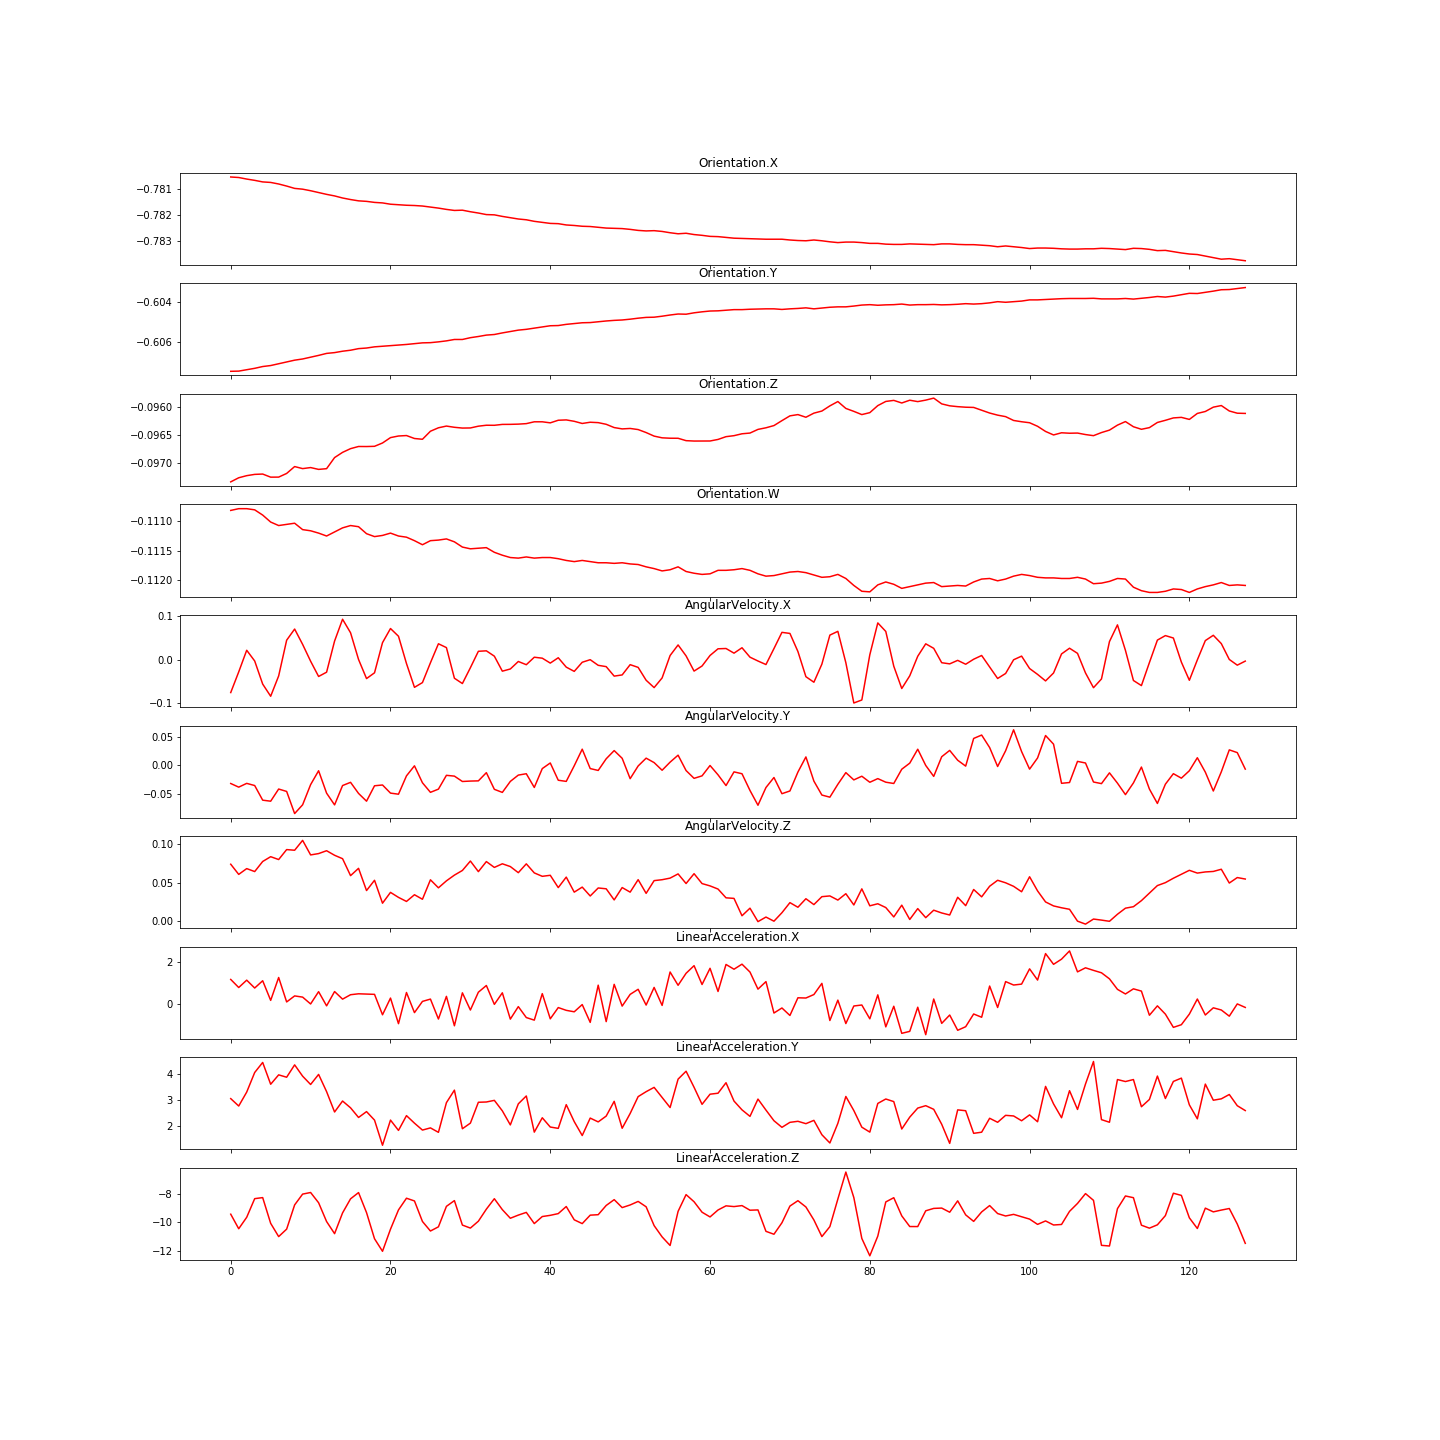 Orientation.X
−0.781
−0.782
−0.783
Orientation.Y
−0.604
−0.606
Orientation.Z
−0.0960
−0.0965
−0.0970
Orientation.W
−0.1110
−0.1115
−0.1120
AngularVelocity.X
0.1
0.0
−0.1
AngularVelocity.Y
0.05
0.00
−0.05
AngularVelocity.Z
0.10
0.05
0.00
LinearAcceleration.X
2
0
LinearAcceleration.Y
4
3
2
LinearAcceleration.Z
−8
−10
−12
0 20 40 60 80 100 120